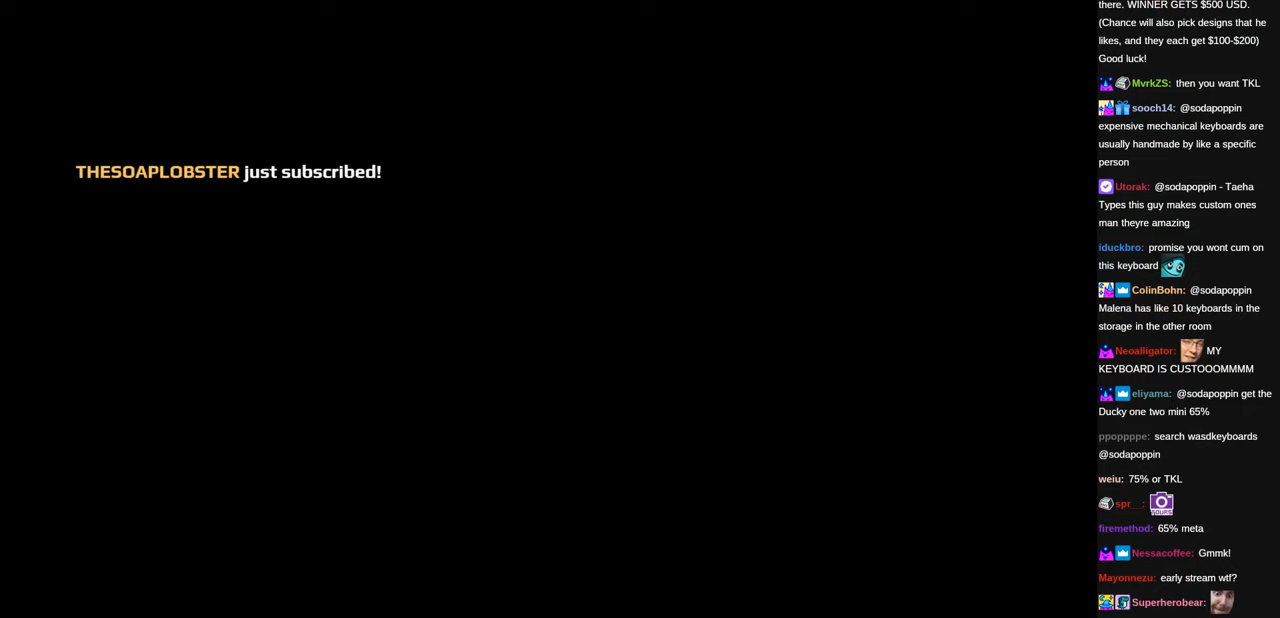 THESOAPLOBSTER just subscribed!
there. WINNER GETS $500 USD.
(Chance will also pick designs that he
likes, and they each get $100-$200)
Good luck!
MvrkZS: then you want TKL
sooch14: @sodapoppin
expensive mechanical keyboards are
usually handmade by like a specific
person
Utorak: @sodapoppin - Taeha
Types this guy makes custom ones
man theyre amazing
iduckbro: promise you wont cum on
this keyboard
ColinBohn: @sodapoppin
Malena has like 10 keyboards in the
storage in the other room
Neoalligator: MY
KEYBOARD IS CUSTOOOMMMM
eliyama: @sodapoppin get the
Ducky one two mini 65%
ppoppppe: search wasdkeyboards
@sodapoppin
weiu: 75% or TKL
spr__:
firemethod: 65% meta
Nessacoffee: Gmmk!
Mayonnezu: early stream wtf?
Superherobear: